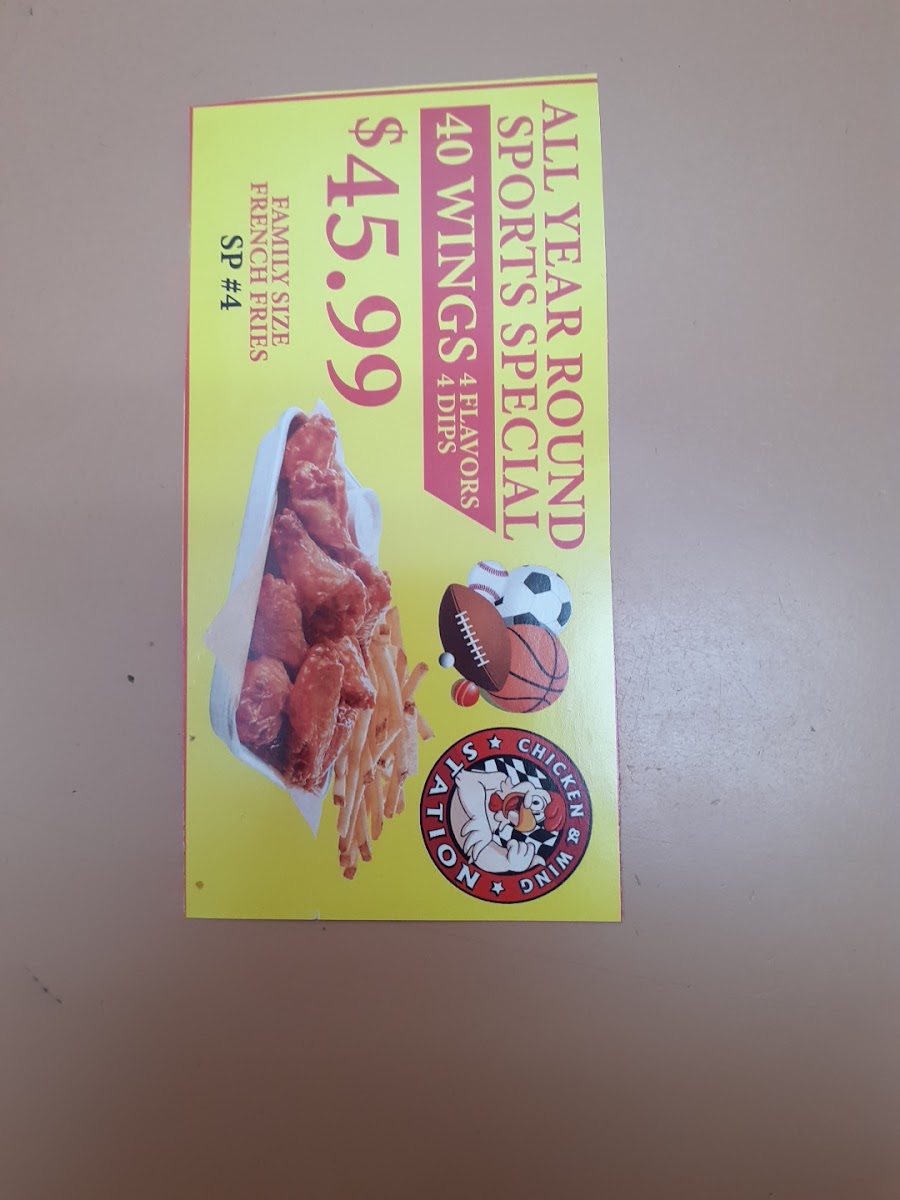 ALL YEAR ROUND
SPORTS SPECIAL
40 WINGS
4 FLAVORS
4 DIPS
$45.99
FAMILY SIZE
FRENCH FRIES
SP #4
CHICKEN & WING
STATION